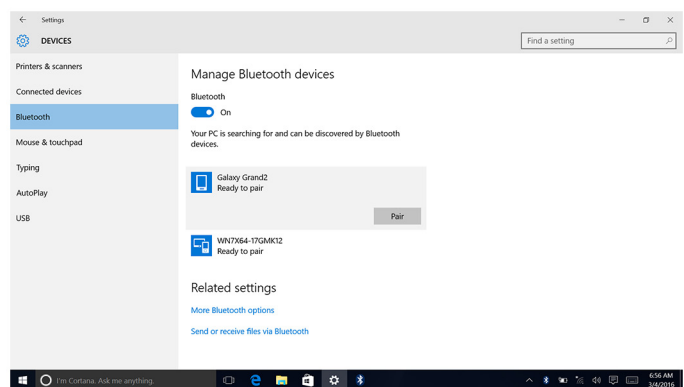 Settings
DEVICES
Find a setting
Printers & scanners
Connected devices
Bluetooth
Mouse & touchpad
Typing
AutoPlay
USB
Manage Bluetooth devices
Bluetooth
On
Your PC is searching for and can be discovered by Bluetooth
devices.
Galaxy Grand2
Ready to pair
Pair
WN7X64-17GMK12
Ready to pair
Related settings
More Bluetooth options
Send or receive files via Bluetooth
I'm Cortana. Ask me anything.
6:56 AM
3/4/2016